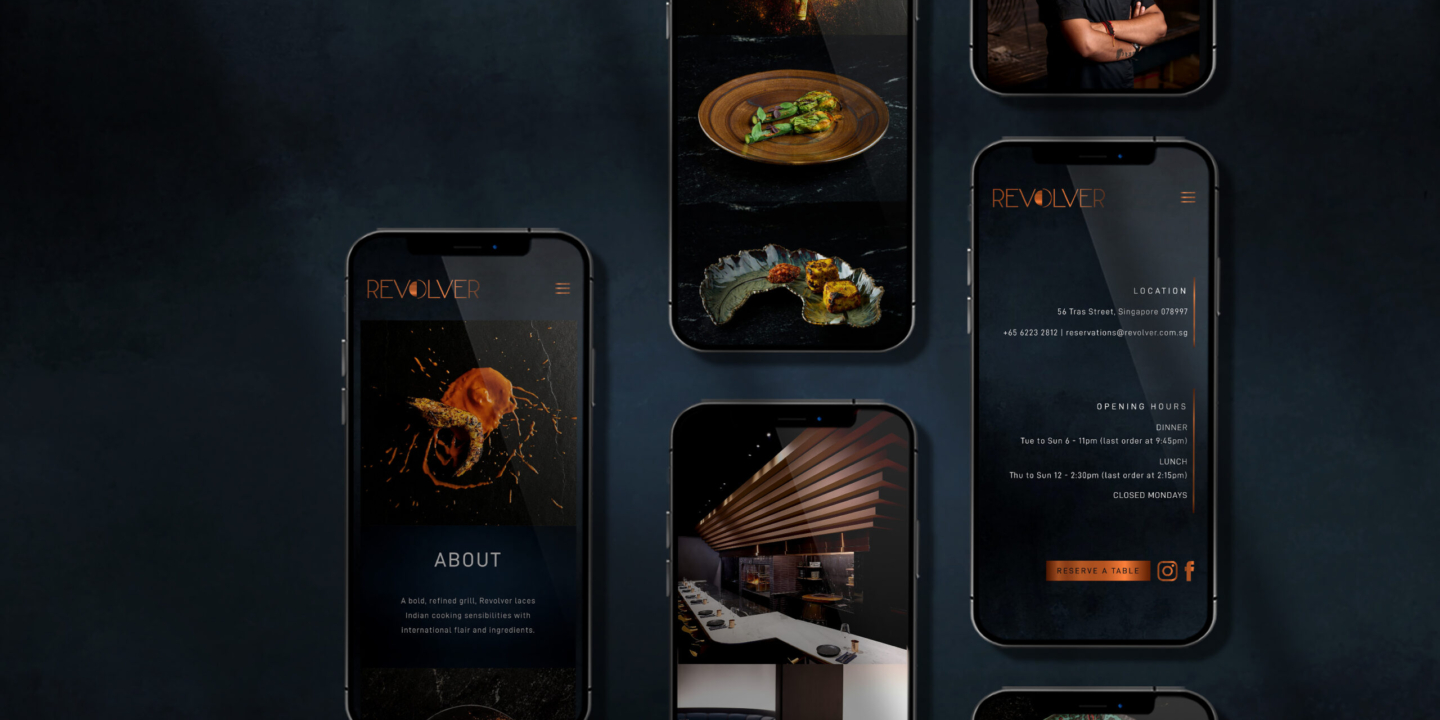 REVOLVER
ABOUT
A bold, refined grill, Revolver laces
Indian cooking sensibilities with
International flair and ingredients.
REVOLVER
LOCATION
56 Tras Street, Singapore 078997
+65 6223 2812 | reservations@revolver.com.sg
OPENING HOURS
DINNER
Tue to Sun 6 - 11pm (last order at 9:45pm)
LUNCH
Thu to Sun 12 - 2:30pm (last order at 2:15pm)
CLOSED MONDAYS
RESERVE A TABLE